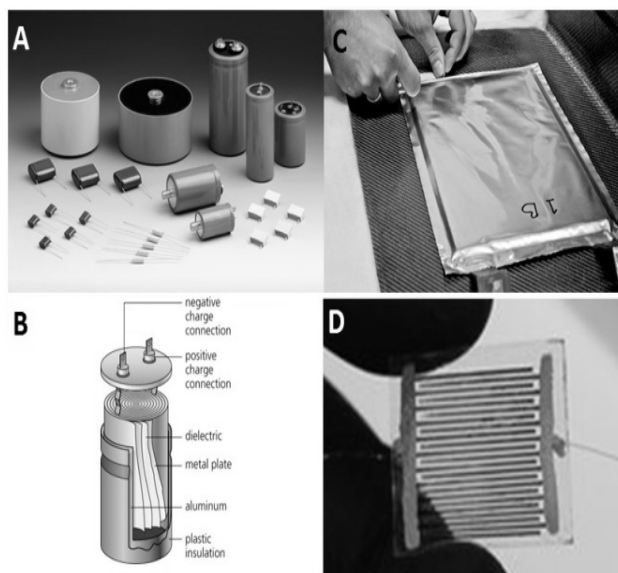 A
C
1B
B
negative
charge
connection
positive
charge
connection
dielectric
metal plate
aluminum
plastic
insulation
D